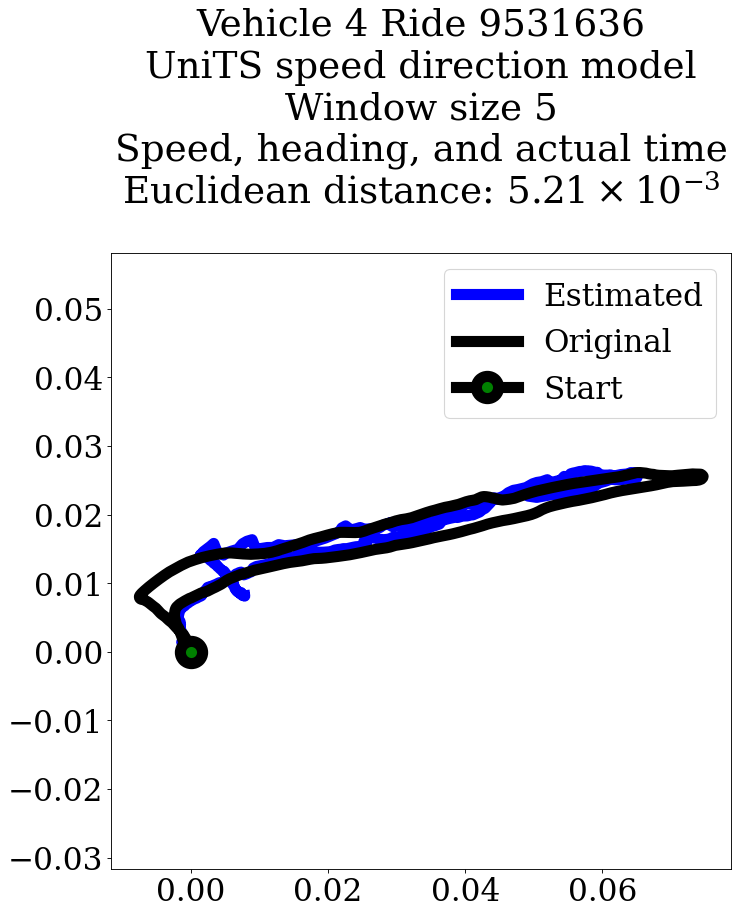 Vehicle 4 Ride 9531636
UniTS speed direction model
Window size 5
Speed, heading, and actual time
Euclidean distance: 5.21 × 10⁻³
Estimated
Original
Start
0.05
0.04
0.03
0.02
0.01
0.00
−0.01
−0.02
−0.03
0.00 0.02 0.04 0.06